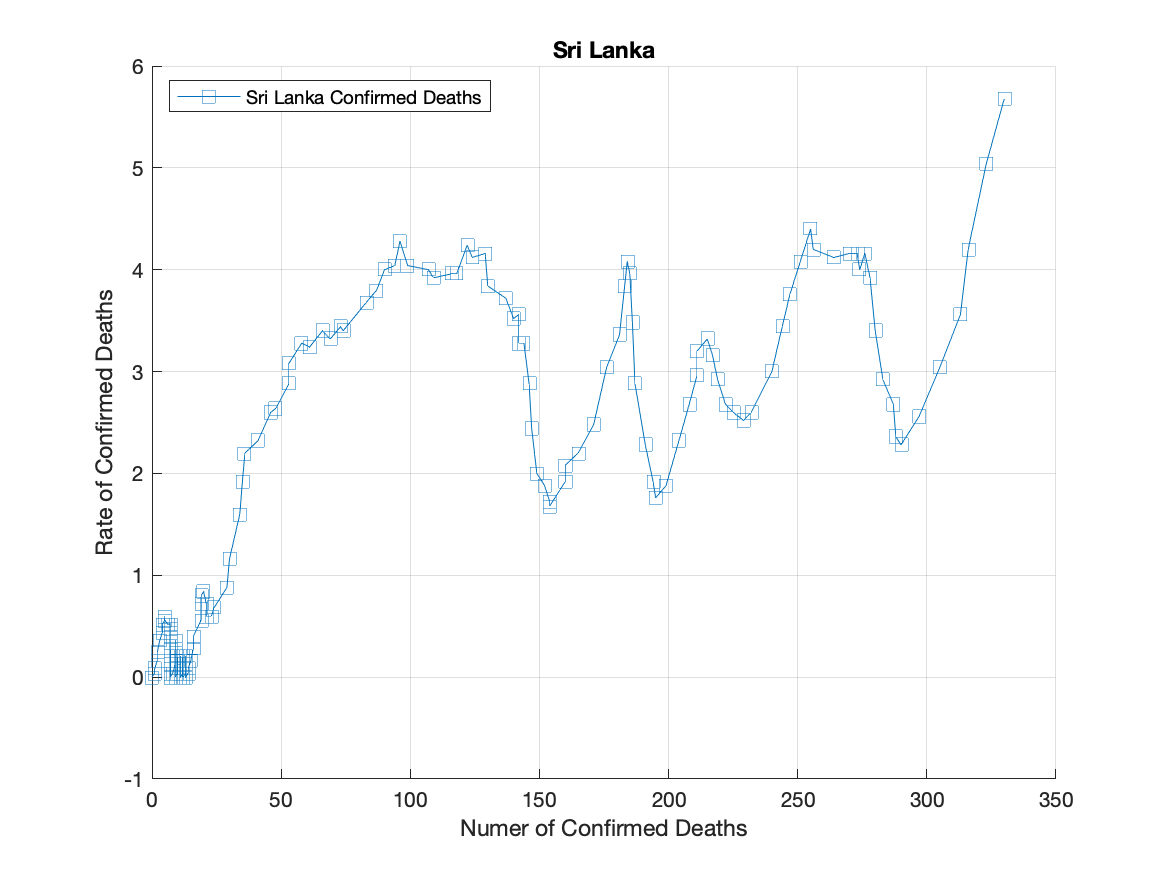 Sri Lanka
Sri Lanka Confirmed Deaths
6
5
4
3
2
1
0
-1
Rate of Confirmed Deaths
0 50 100 150 200 250 300 350
Numer of Confirmed Deaths